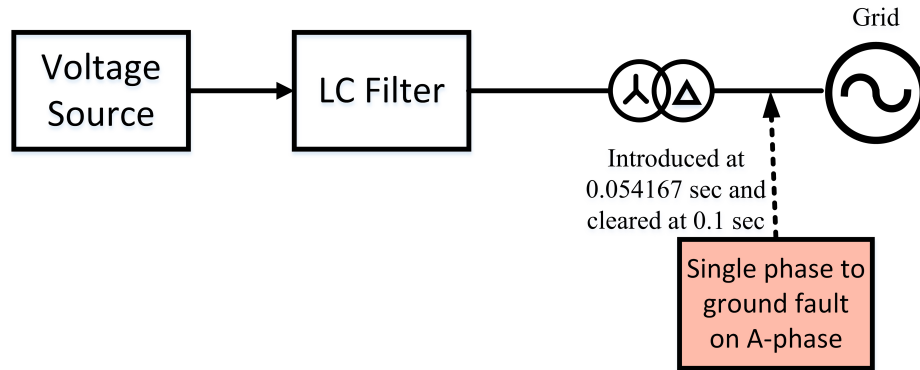 Voltage
Source
LC Filter
Grid
Introduced at
0.054167 sec and
cleared at 0.1 sec
Single phase to
ground fault
on A-phase